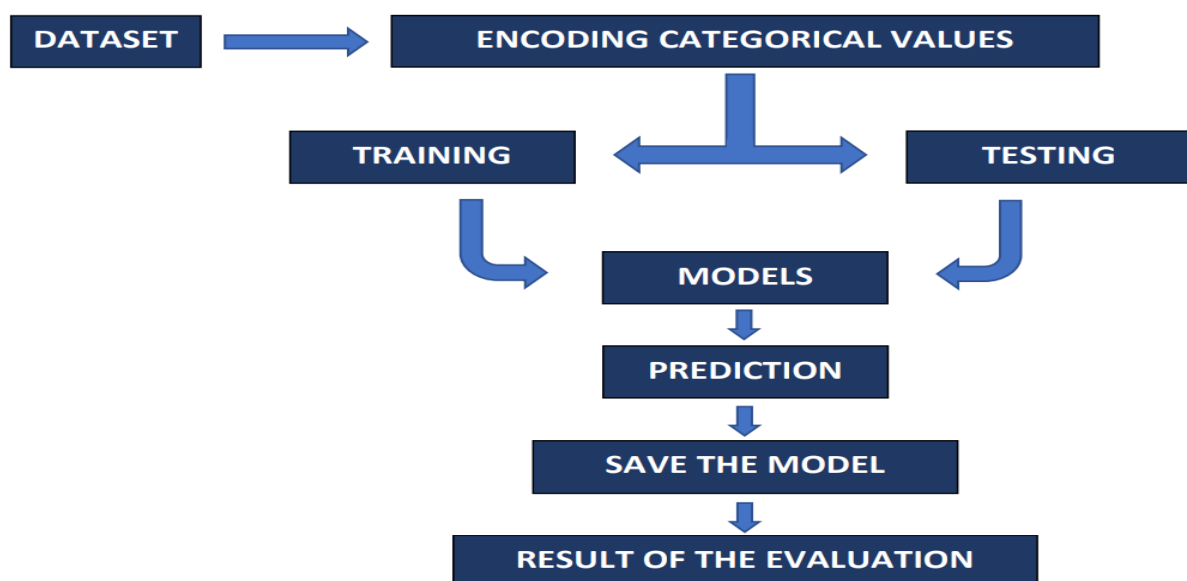 DATASET
ENCODING CATEGORICAL VALUES
TRAINING
TESTING
MODELS
PREDICTION
SAVE THE MODEL
RESULT OF THE EVALUATION